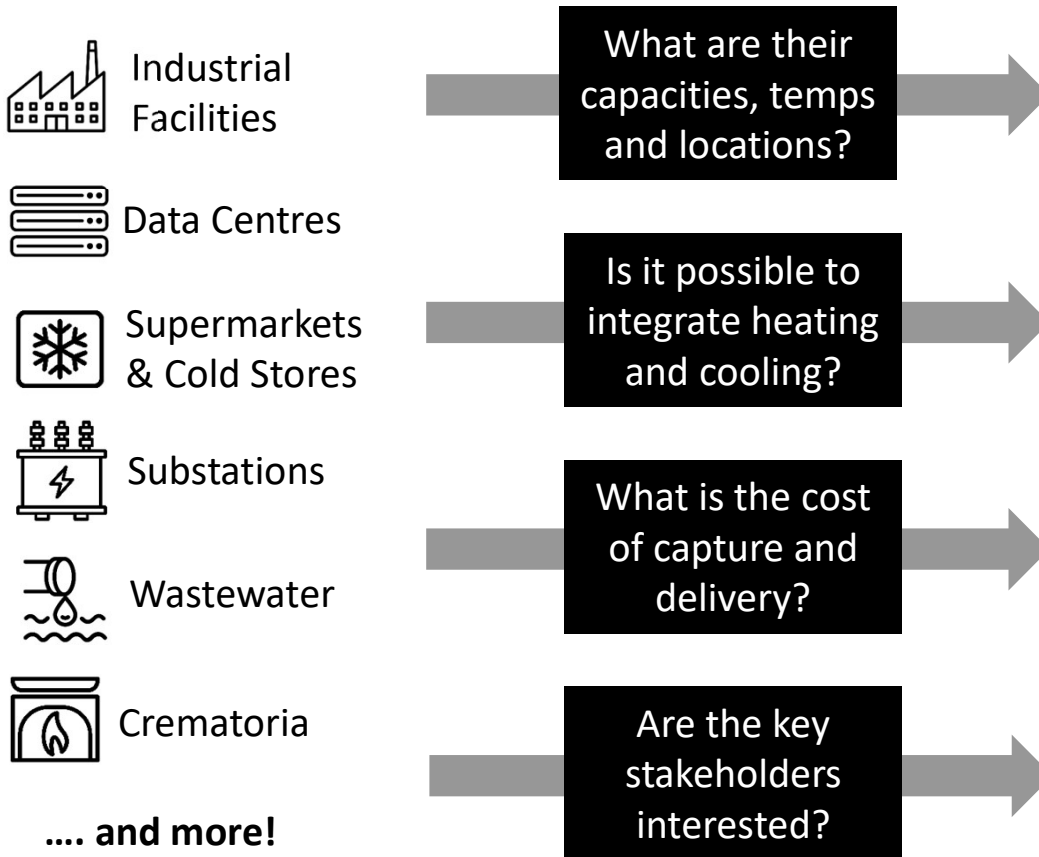 Industrial
Facilities
Data Centres
Supermarkets
& Cold Stores
Substations
Wastewater
Crematoria
.... and more!
What are their
capacities, temps
and locations?
Is it possible to
integrate heating
and cooling?
What is the cost
of capture and
delivery?
Are the key
stakeholders
interested?